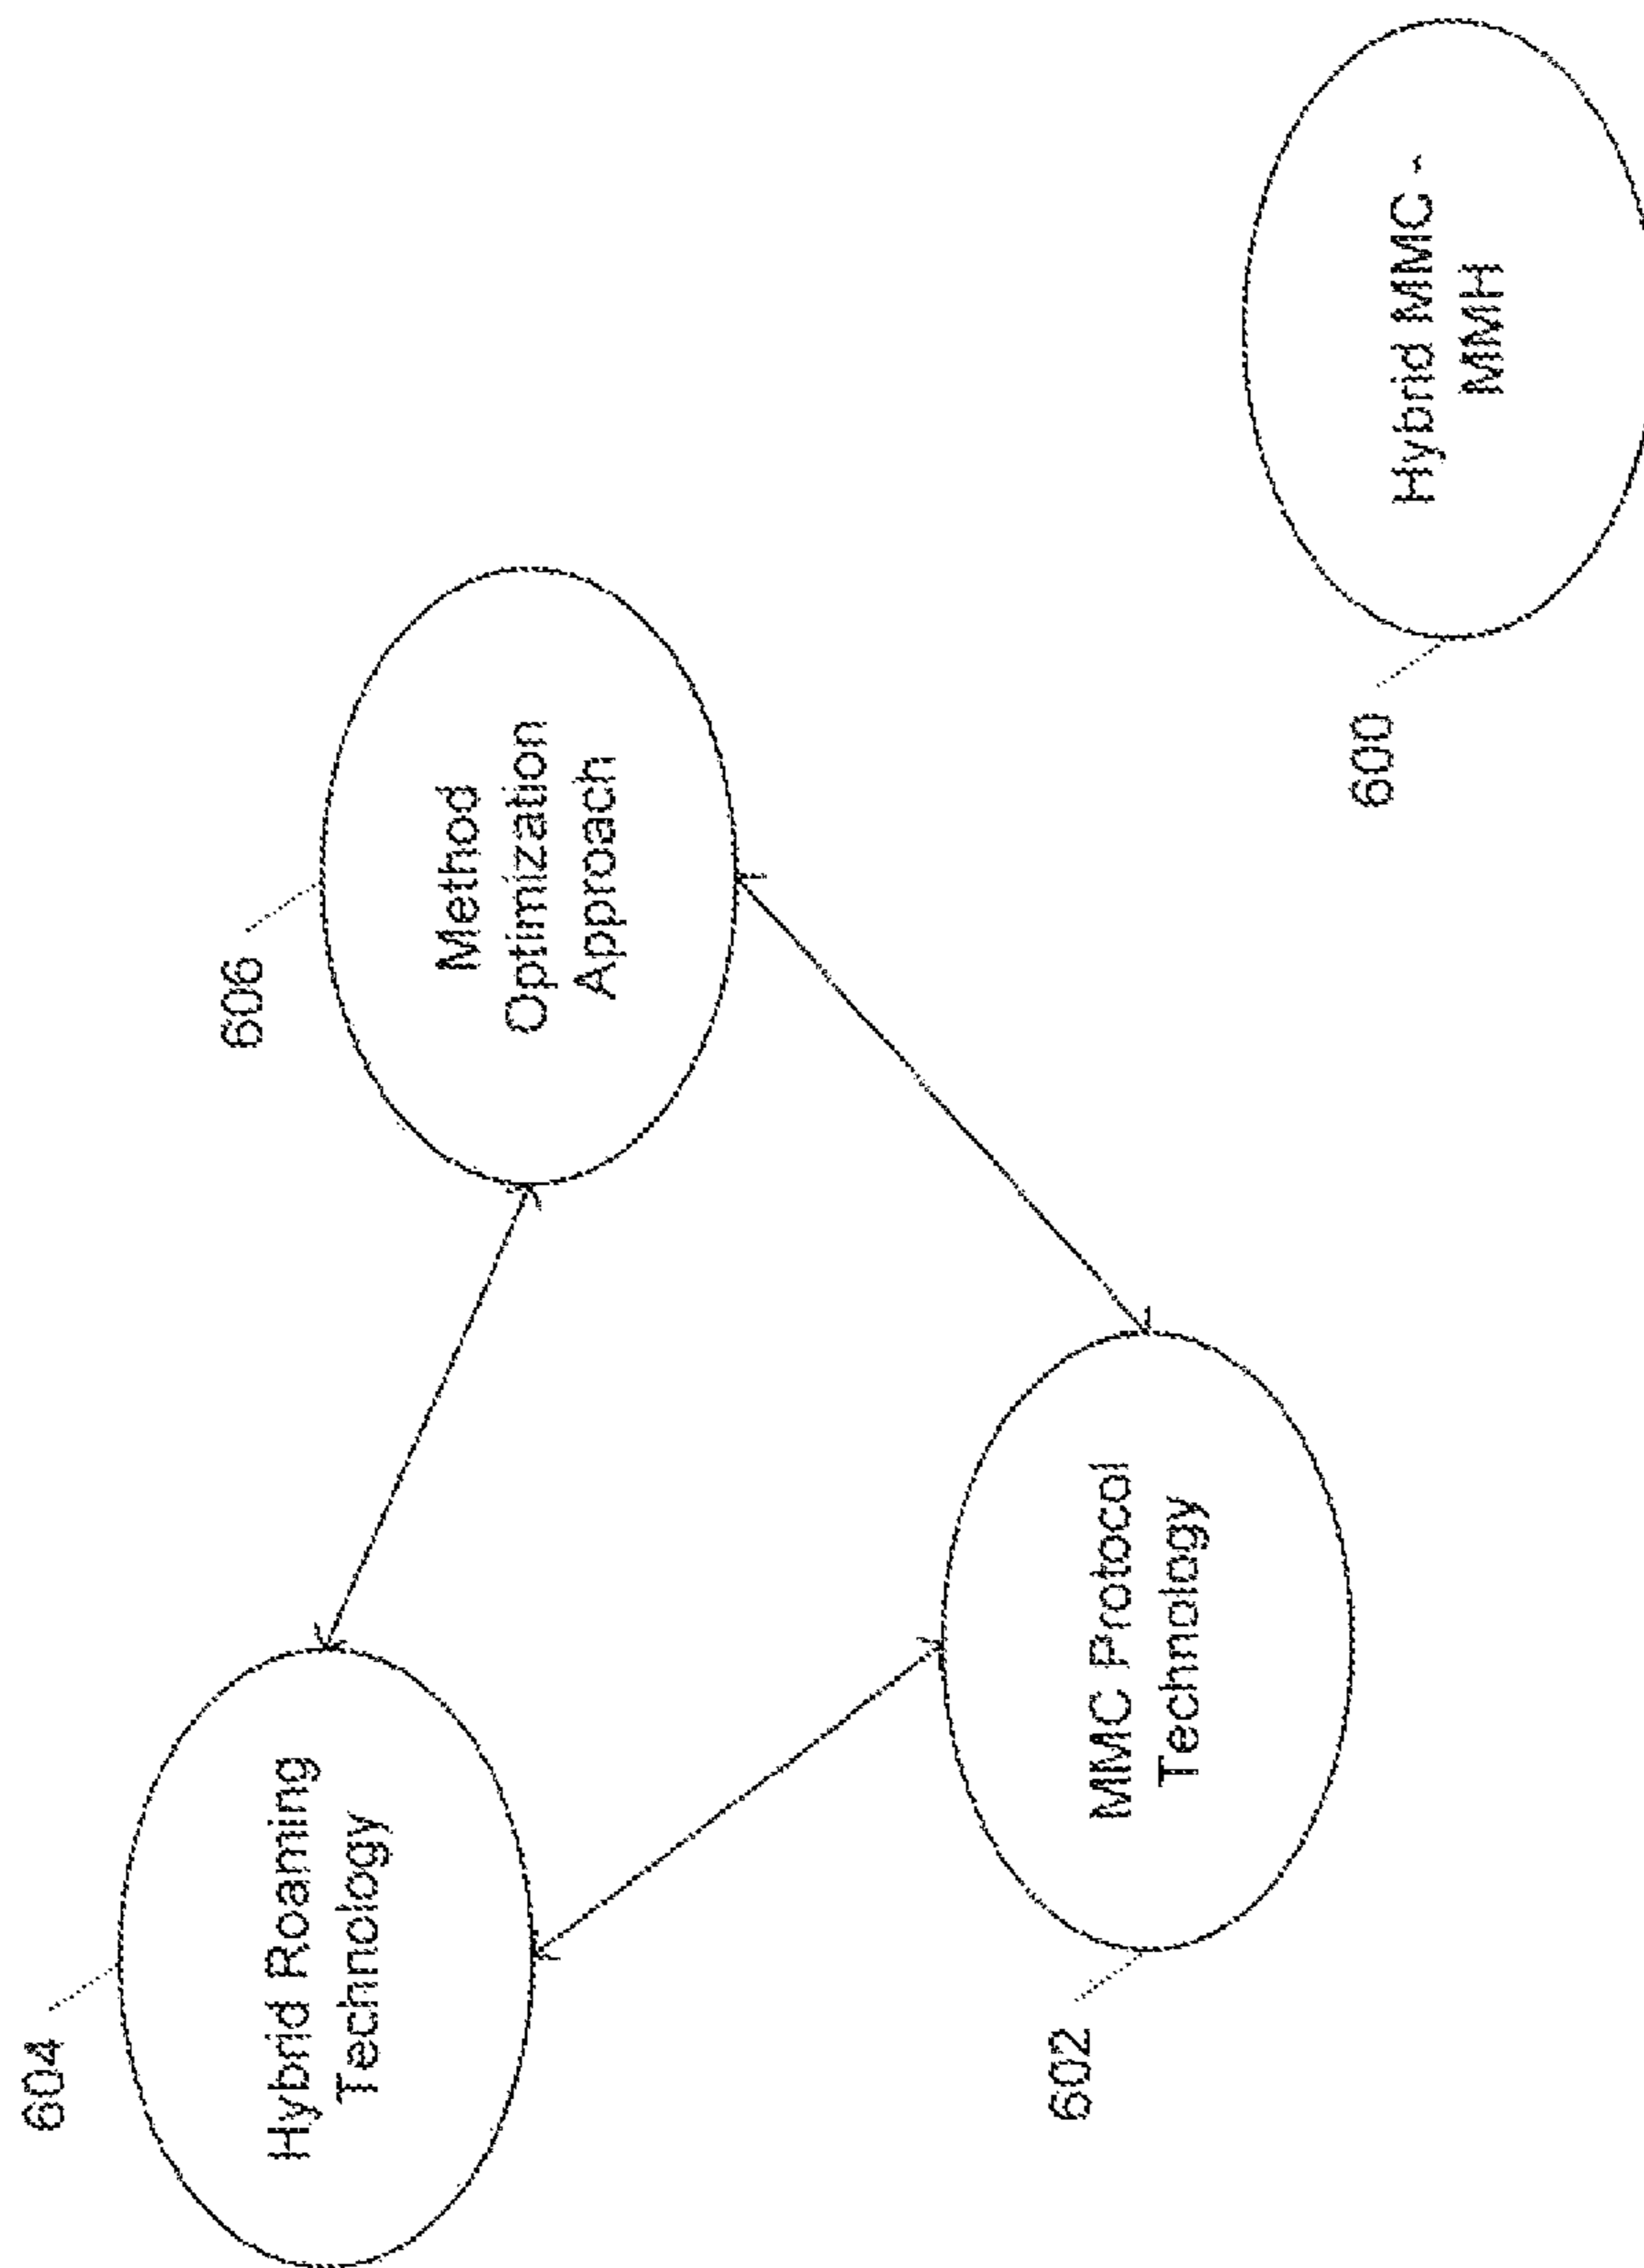 604
Hybrid Roaming
Technology
606
Method
Optimization
Approach
602
MMC Protocol
Technology
600
Hybrid MMC -
MMH